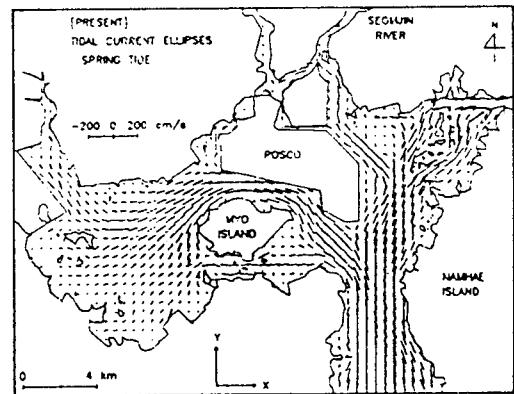 [PRESENT]
TIDAL CURRENT ELLIPSES
SPRING TIDE
SEOMJIN
RIVER
N
-200 0 200 cm/s
POSCO
MYO
ISLAND
NAMHAE
ISLAND
Y
X
0 4 km